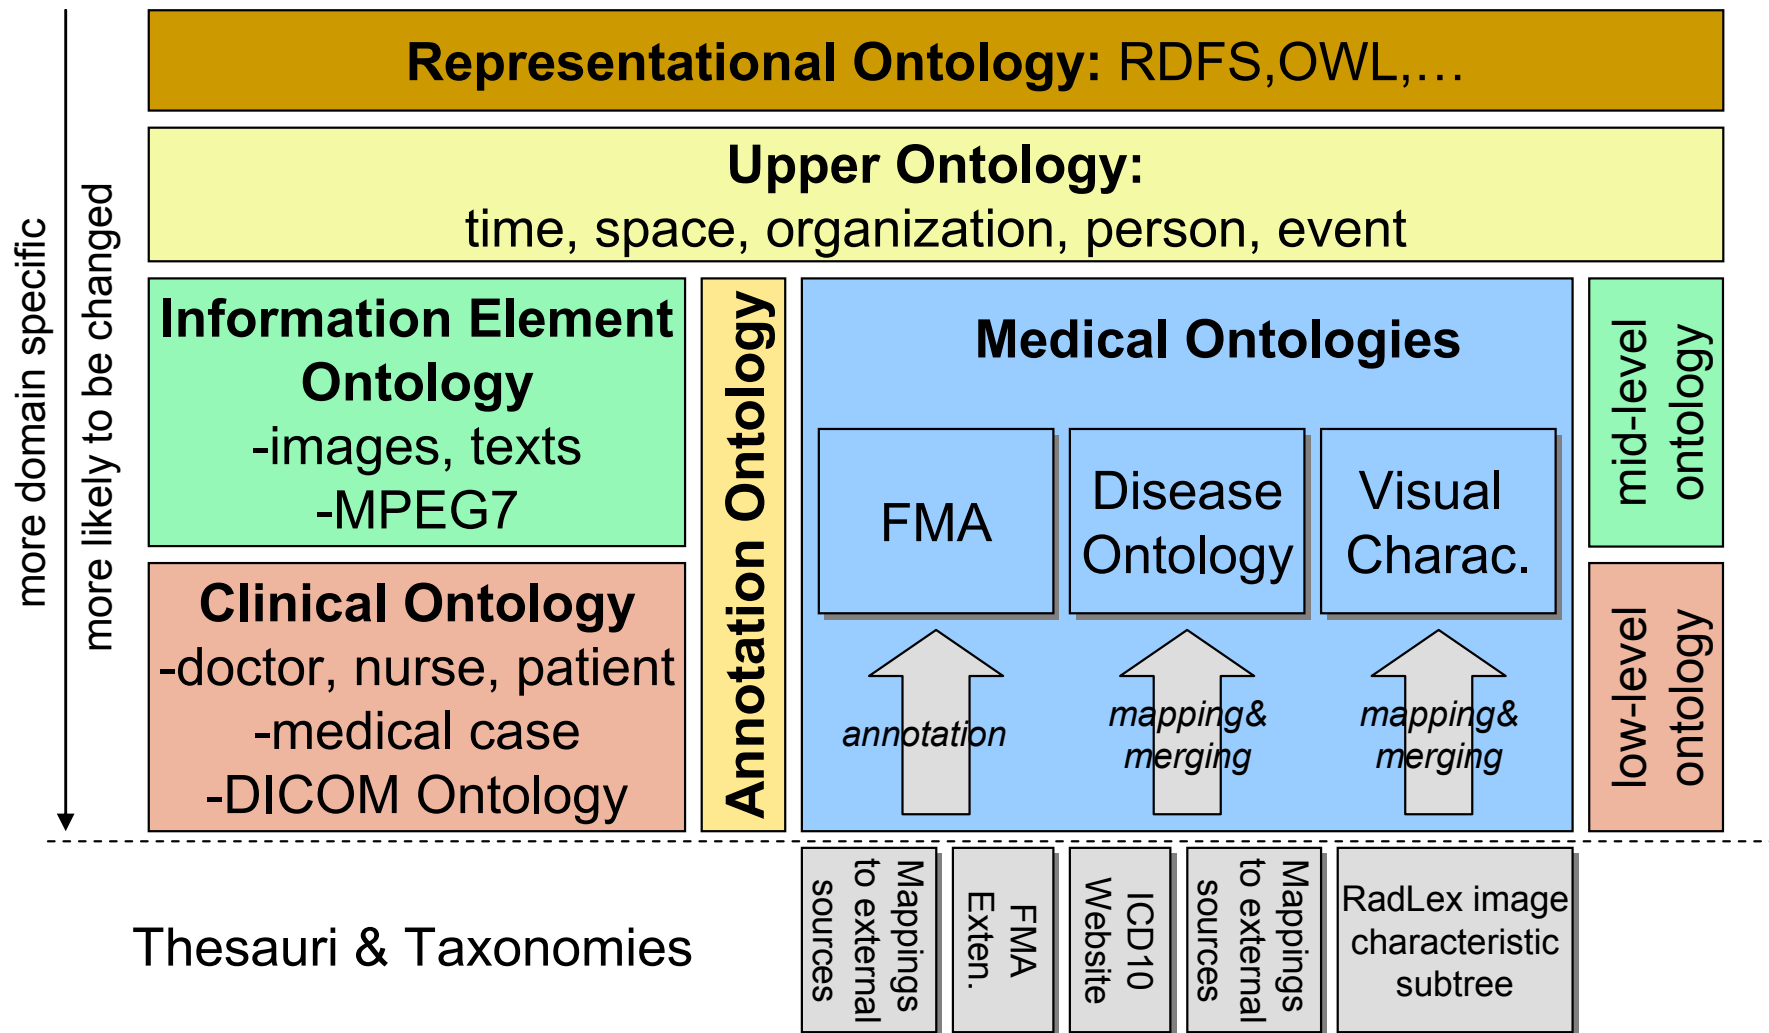 more domain specific
more likely to be changed
Representational Ontology: RDFS,OWL,…
Upper Ontology:
time, space, organization, person, event
Information Element
Ontology
-images, texts
-MPEG7
Clinical Ontology
-doctor, nurse, patient
-medical case
-DICOM Ontology
Annotation Ontology
Medical Ontologies
FMA
Disease
Ontology
Visual
Charac.
annotation
mapping&
merging
mapping&
merging
mid-level
ontology
low-level
ontology
Thesauri & Taxonomies
Mappings
to external
sources
FMA
Exten.
ICD10
Website
Mappings
to external
sources
RadLex image
characteristic
subtree